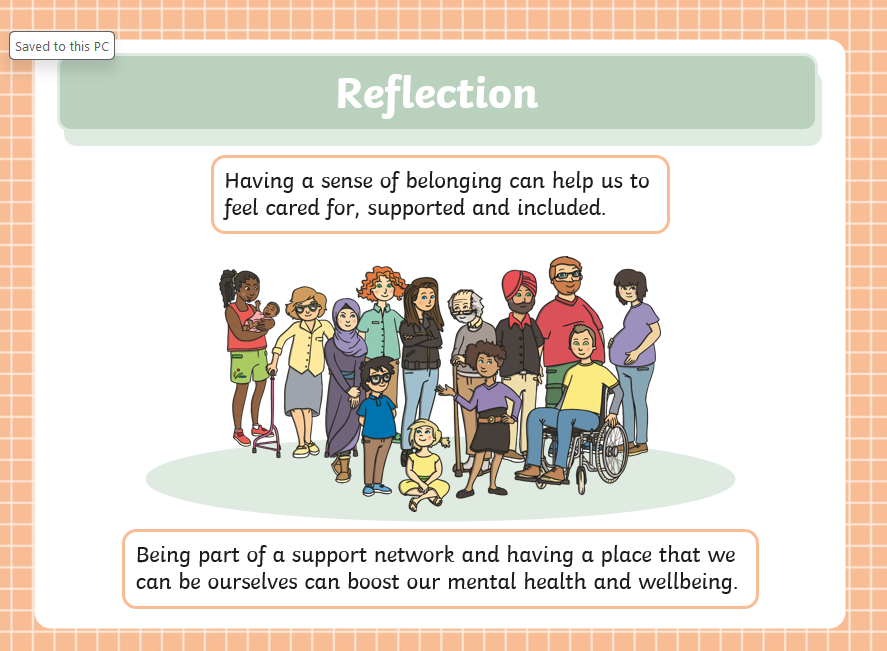 Saved to this PC
Reflection
Having a sense of belonging can help us to
feel cared for, supported and included.
Being part of a support network and having a place that we
can be ourselves can boost our mental health and wellbeing.